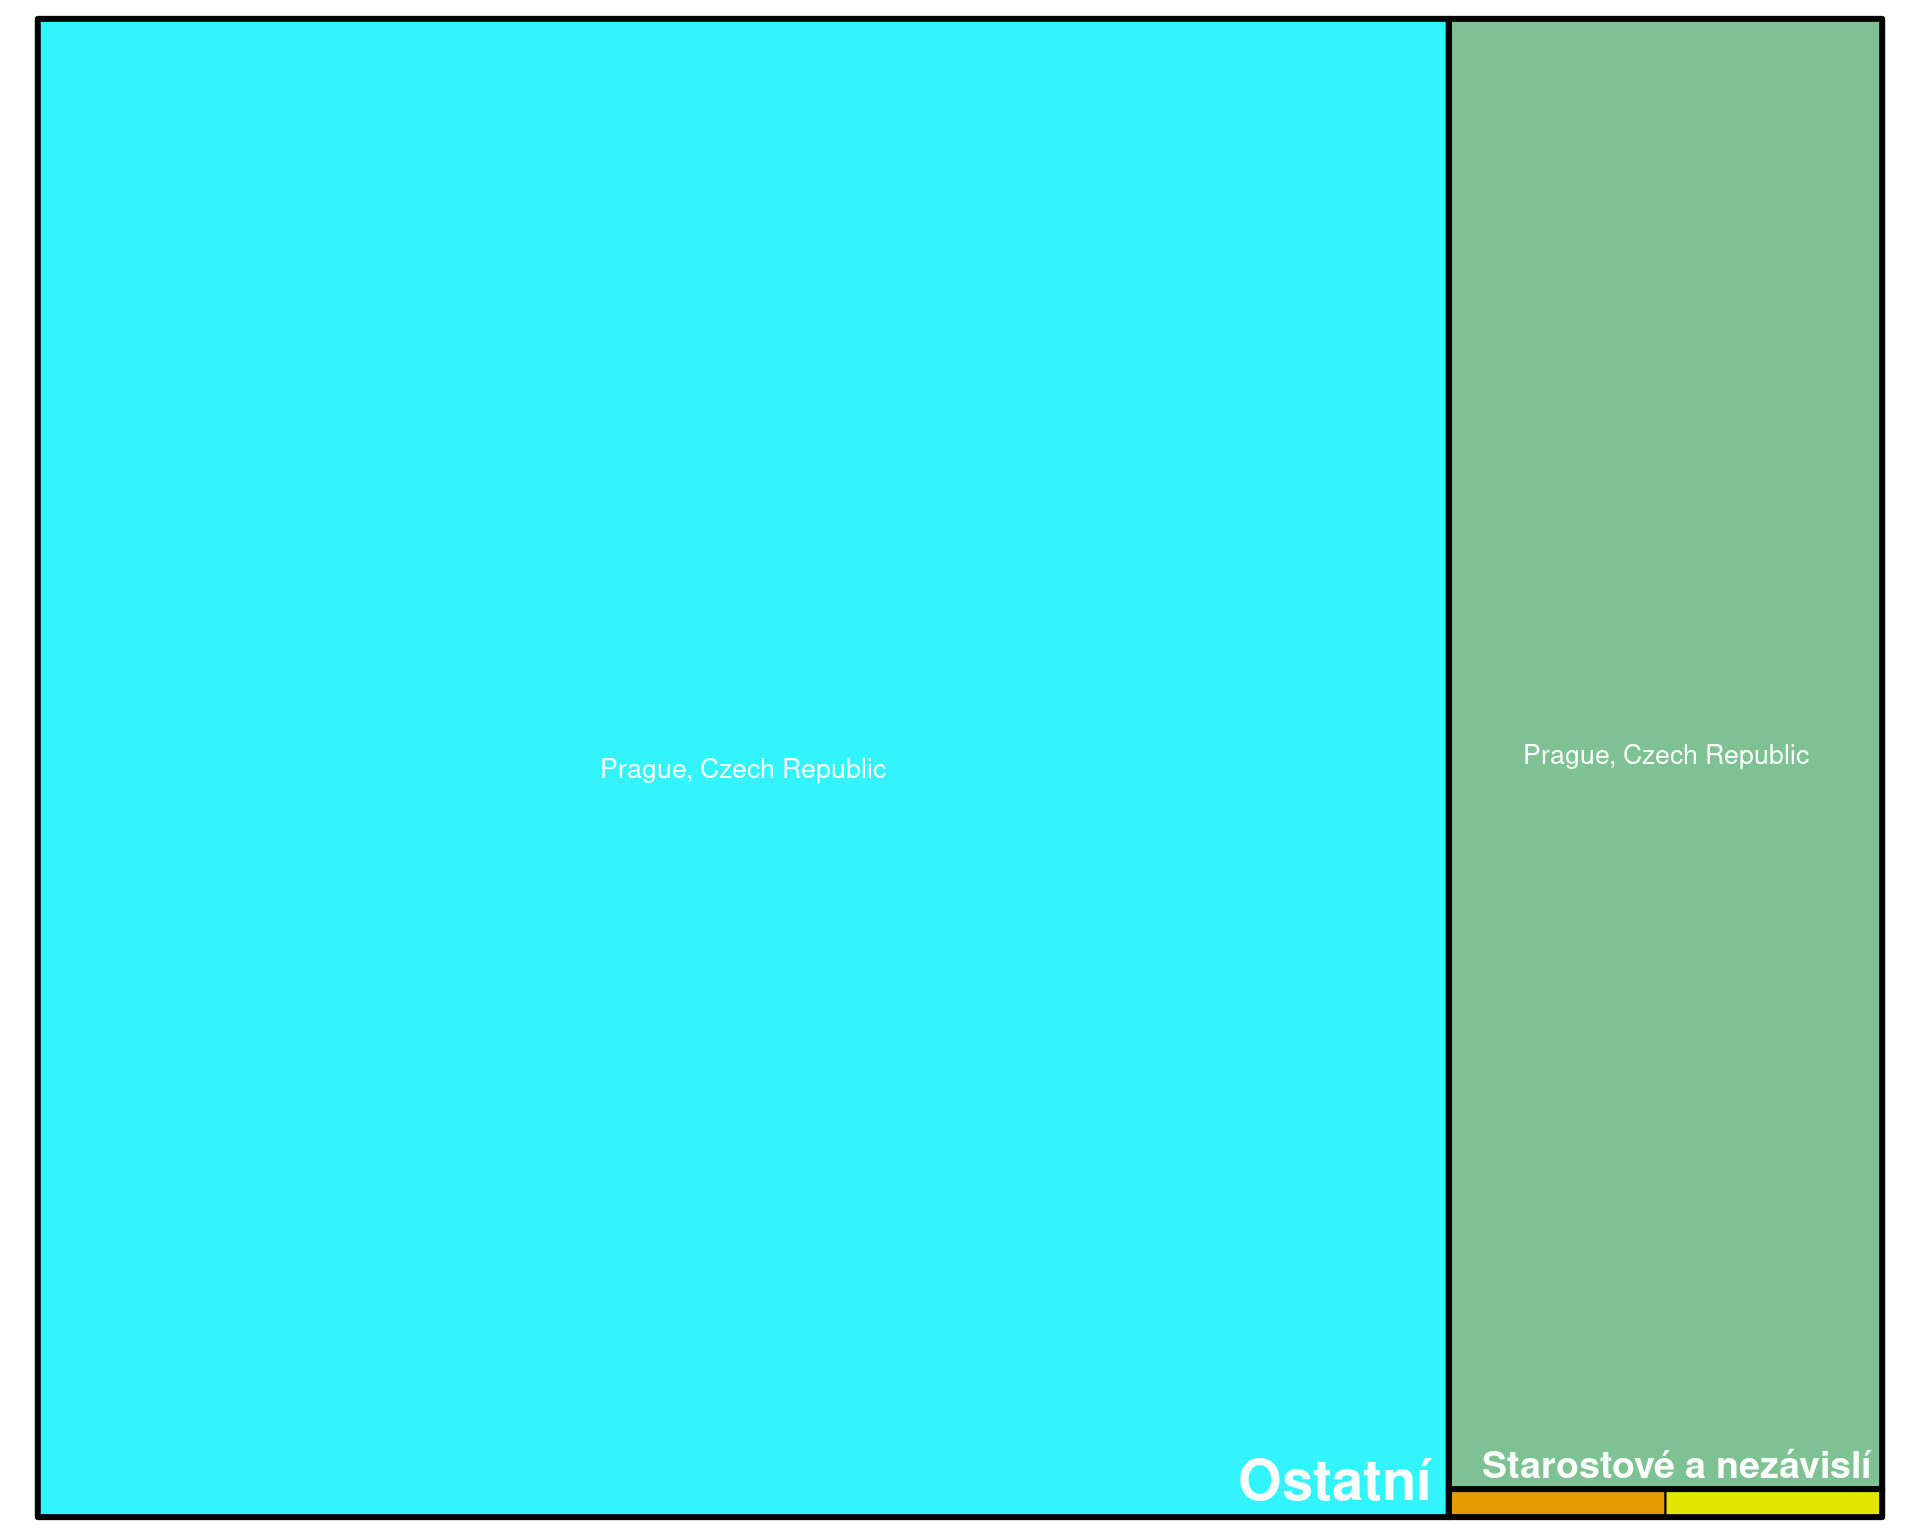 Prague, Czech Republic
Ostatní
Prague, Czech Republic
Starostové a nezávislí